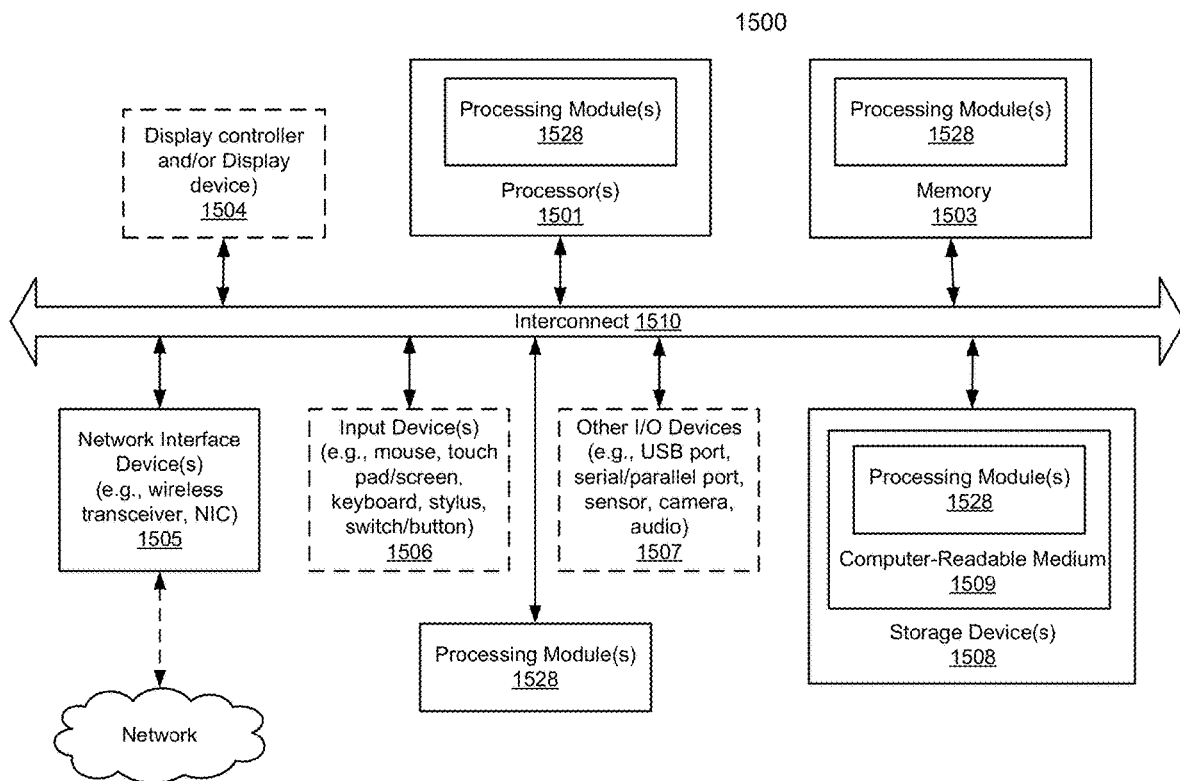 1500
Processing Module(s)
1528
Processor(s)
1501
Processing Module(s)
1528
Memory
1503
Display controller
and/or Display
device)
1504
Interconnect 1510
Network Interface
Device(s)
(e.g., wireless
transceiver, NIC)
1505
Input Device(s)
(e.g., mouse, touch
pad/screen,
keyboard, stylus,
switch/button)
1506
Other I/O Devices
(e.g., USB port,
serial/parallel port,
sensor, camera,
audio)
1507
Processing Module(s)
1528
Computer-Readable Medium
1509
Storage Device(s)
1508
Processing Module(s)
1528
Network